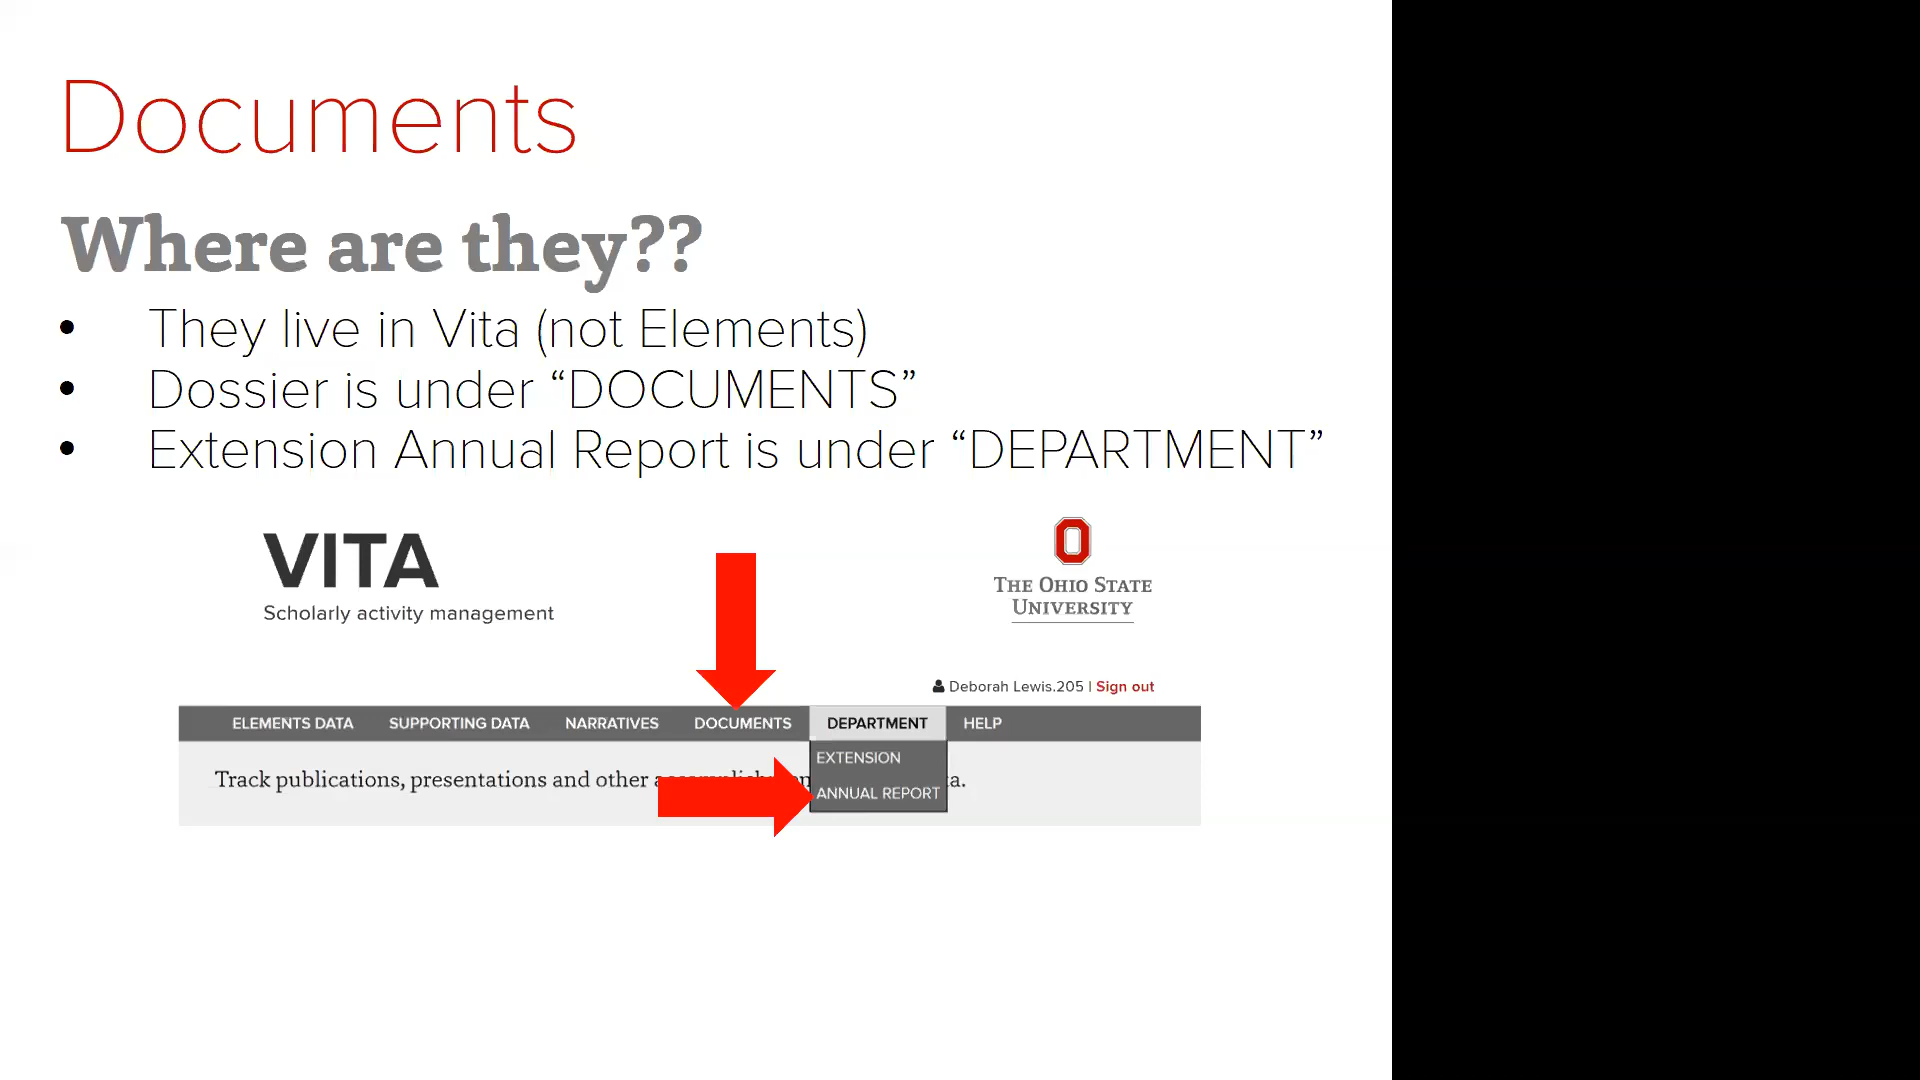 Documents
Where are they??
• They live in Vita (not Elements)
• Dossier is under “DOCUMENTS”
• Extension Annual Report is under “DEPARTMENT”
VITA
Scholarly activity management
THE OHIO STATE
UNIVERSITY
Deborah Lewis.205 | Sign out
ELEMENTS DATA SUPPORTING DATA NARRATIVES DOCUMENTS DEPARTMENT HELP
EXTENSION
ANNUAL REPORT
Track publications, presentations and other